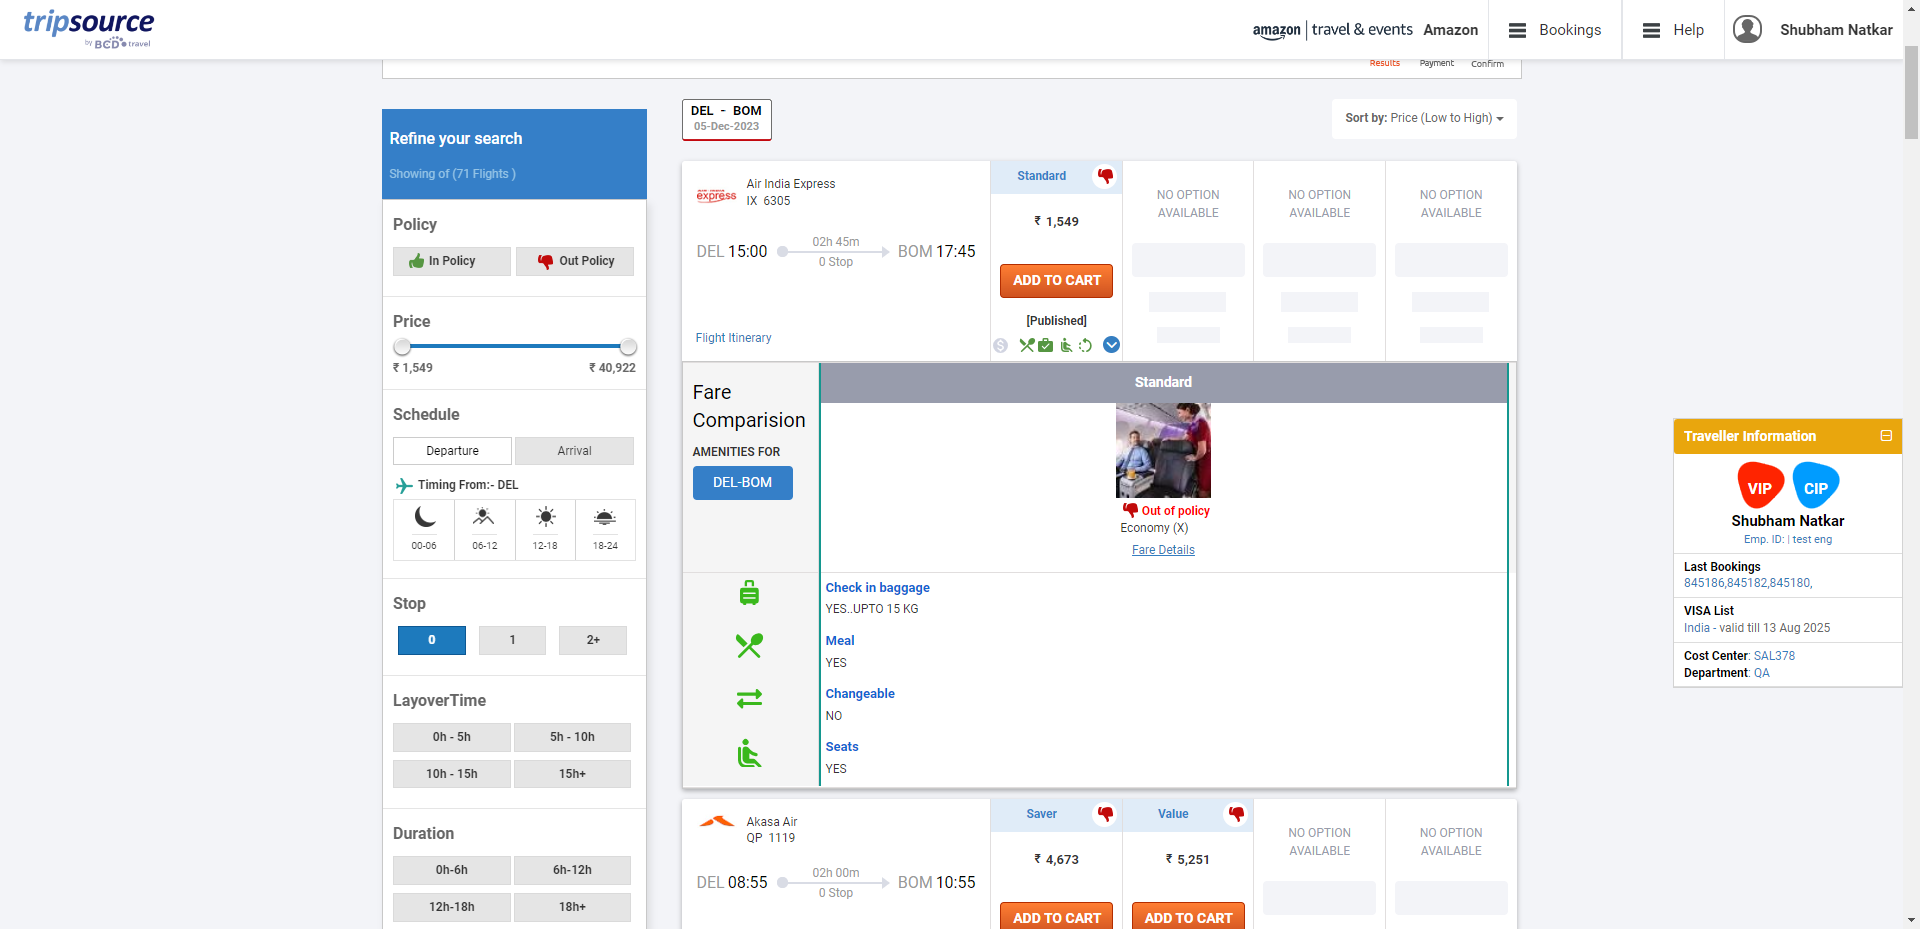 tripsource
by BCD travel
amazon | travel & events
Amazon
Bookings
Help
Shubham Natkar
Results
Payment
Confirm
Refine your search
Showing of (71 Flights )
Policy
In Policy
Out Policy
Price
₹ 1,549
₹ 40,922
Schedule
Departure
Arrival
Timing From:- DEL
00-06
06-12
12-18
18-24
Stop
0
1
2+
LayoverTime
0h - 5h
5h - 10h
10h - 15h
15h+
Duration
0h-6h
6h-12h
12h-18h
18h+
DEL - BOM
05-Dec-2023
Sort by: Price (Low to High)
express
Air India Express
IX 6305
DEL 15:00
02h 45m
0 Stop
BOM 17:45
Flight Itinerary
Standard
₹ 1,549
ADD TO CART
[Published]
NO OPTION
AVAILABLE
NO OPTION
AVAILABLE
NO OPTION
AVAILABLE
Fare
Comparision
AMENITIES FOR
DEL-BOM
Standard
Out of policy
Economy (X)
Fare Details
Check in baggage
YES..UPTO 15 KG
Meal
YES
Changeable
NO
Seats
YES
Akasa Air
QP 1119
DEL 08:55
02h 00m
0 Stop
BOM 10:55
Saver
₹ 4,673
ADD TO CART
Value
₹ 5,251
ADD TO CART
NO OPTION
AVAILABLE
NO OPTION
AVAILABLE
Traveller Information
VIP
CIP
Shubham Natkar
Emp. ID: | test eng
Last Bookings
845186,845182,845180,
VISA List
India - valid till 13 Aug 2025
Cost Center: SAL378
Department: QA